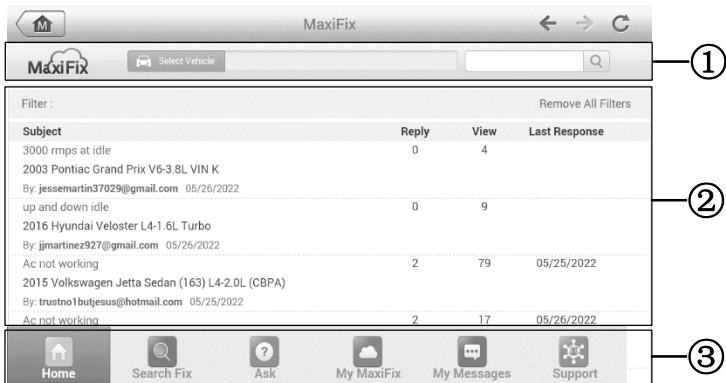 MaxiFix
MaxiFix Select Vehicle
①
Filter : Remove All Filters
Subject Reply View Last Response
3000 rmps at idle 0 4
2003 Pontiac Grand Prix V6-3.8L VIN K
By: jessemartin37029@gmail.com 05/26/2022
up and down idle 0 9
2016 Hyundai Veloster L4-1.6L Turbo
②
By: jjmartinez927@gmail.com 05/26/2022
Ac not working 2 79 05/25/2022
2015 Volkswagen Jetta Sedan (163) L4-2.0L (CBPA)
By: trustno1butjesus@hotmail.com 05/25/2022
Ac not working 2 17 05/26/2022
③
Home Search Fix Ask My MaxiFix My Messages Support